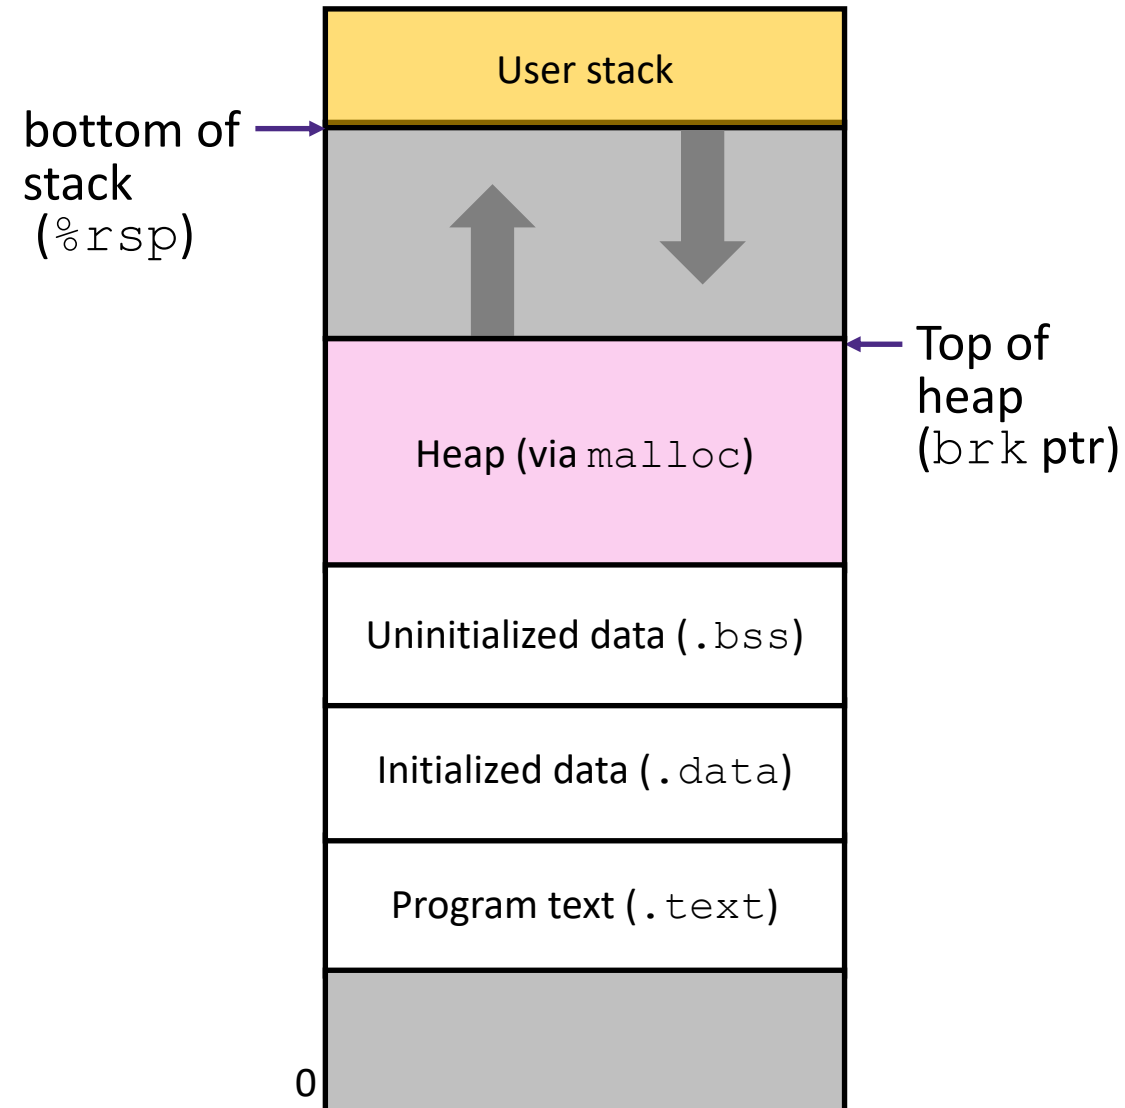 User stack
bottom of
stack
(%rsp)
Top of
heap
(brk ptr)
Heap (via malloc)
Uninitialized data (.bss)
Initialized data (.data)
Program text (.text)
0